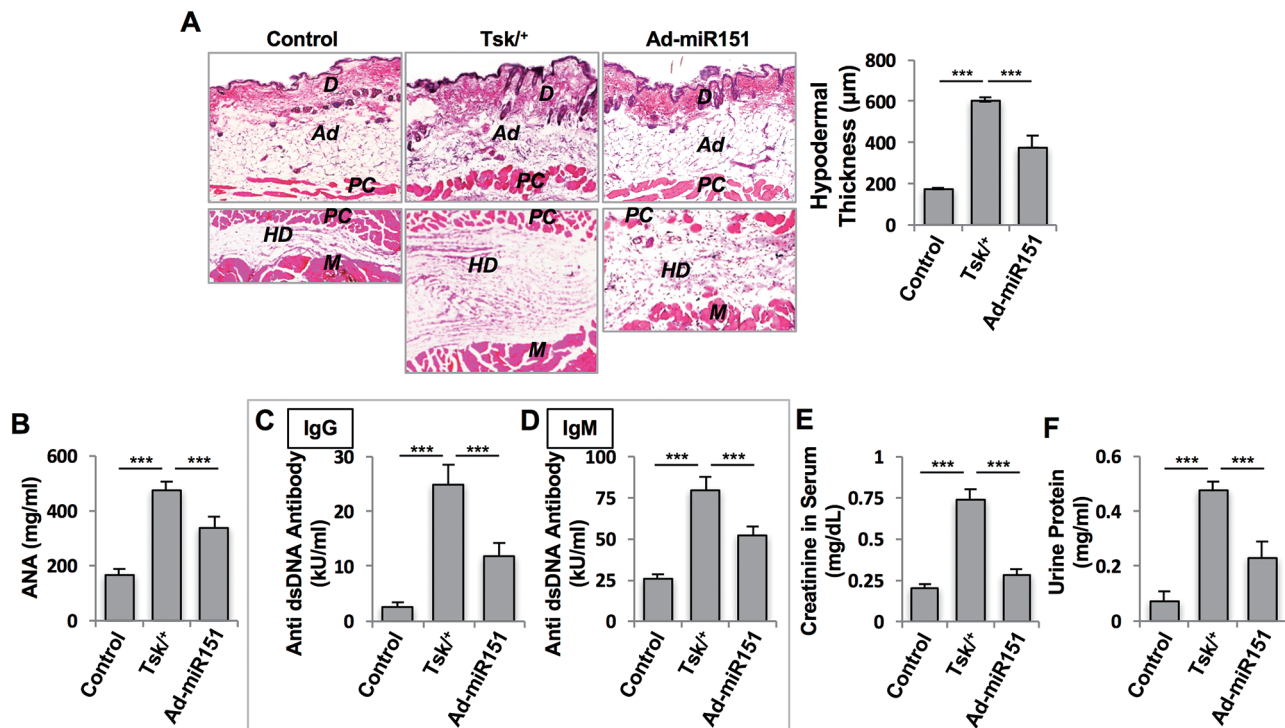 A
Control
Tsk/+
Ad-miR151
D
Ad
PC
D
Ad
PC
D
Ad
PC
PC
HD
M
PC
HD
M
PC
HD
M
Hypodermal
Thickness (μm)
800
600
400
200
0
***
***
Control
Tsk/+
Ad-miR151
B
ANA (mg/ml)
600
400
200
0
***
***
Control
Tsk/+
Ad-miR151
C
IgG
Anti dsDNA Antibody
(kU/ml)
30
20
10
0
***
***
Control
Tsk/+
Ad-miR151
D
IgM
Anti dsDNA Antibody
(kU/ml)
100
75
50
25
0
***
***
Control
Tsk/+
Ad-miR151
E
Creatinine in Serum
(mg/dL)
1
0.75
0.5
0.25
0
***
***
Control
Tsk/+
Ad-miR151
F
Urine Protein
(mg/ml)
0.6
0.4
0.2
0
***
***
Control
Tsk/+
Ad-miR151